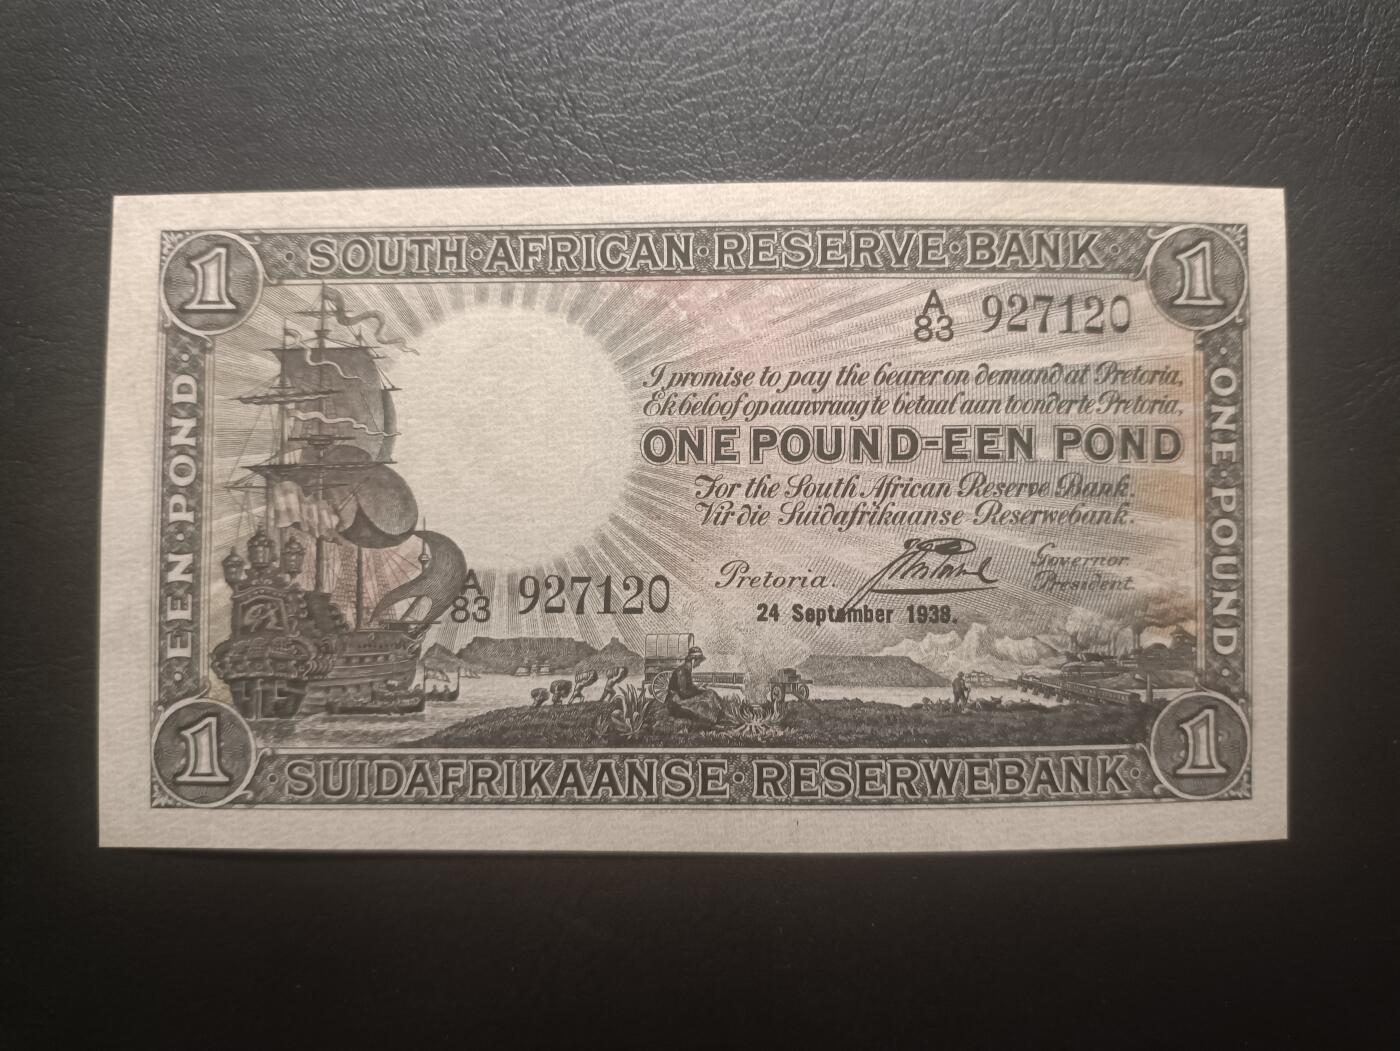 1 SOUTH·AFRICAN·RESERVE·BANK 1
A/83 927120
I promise to pay the bearer on demand at Pretoria,
Ek beloof op aanvraag te betaal aan toonder te Pretoria,
ONE POUND-EEN POND
For the South African Reserve Bank.
Vir die Suidafrikaanse Reserwebank.
Pretoria.
Governor
President.
24 September 1938.
A/83 927120
EEN·POND
ONE·POUND
1 SUIDAFRIKAANSE·RESERWEBANK 1